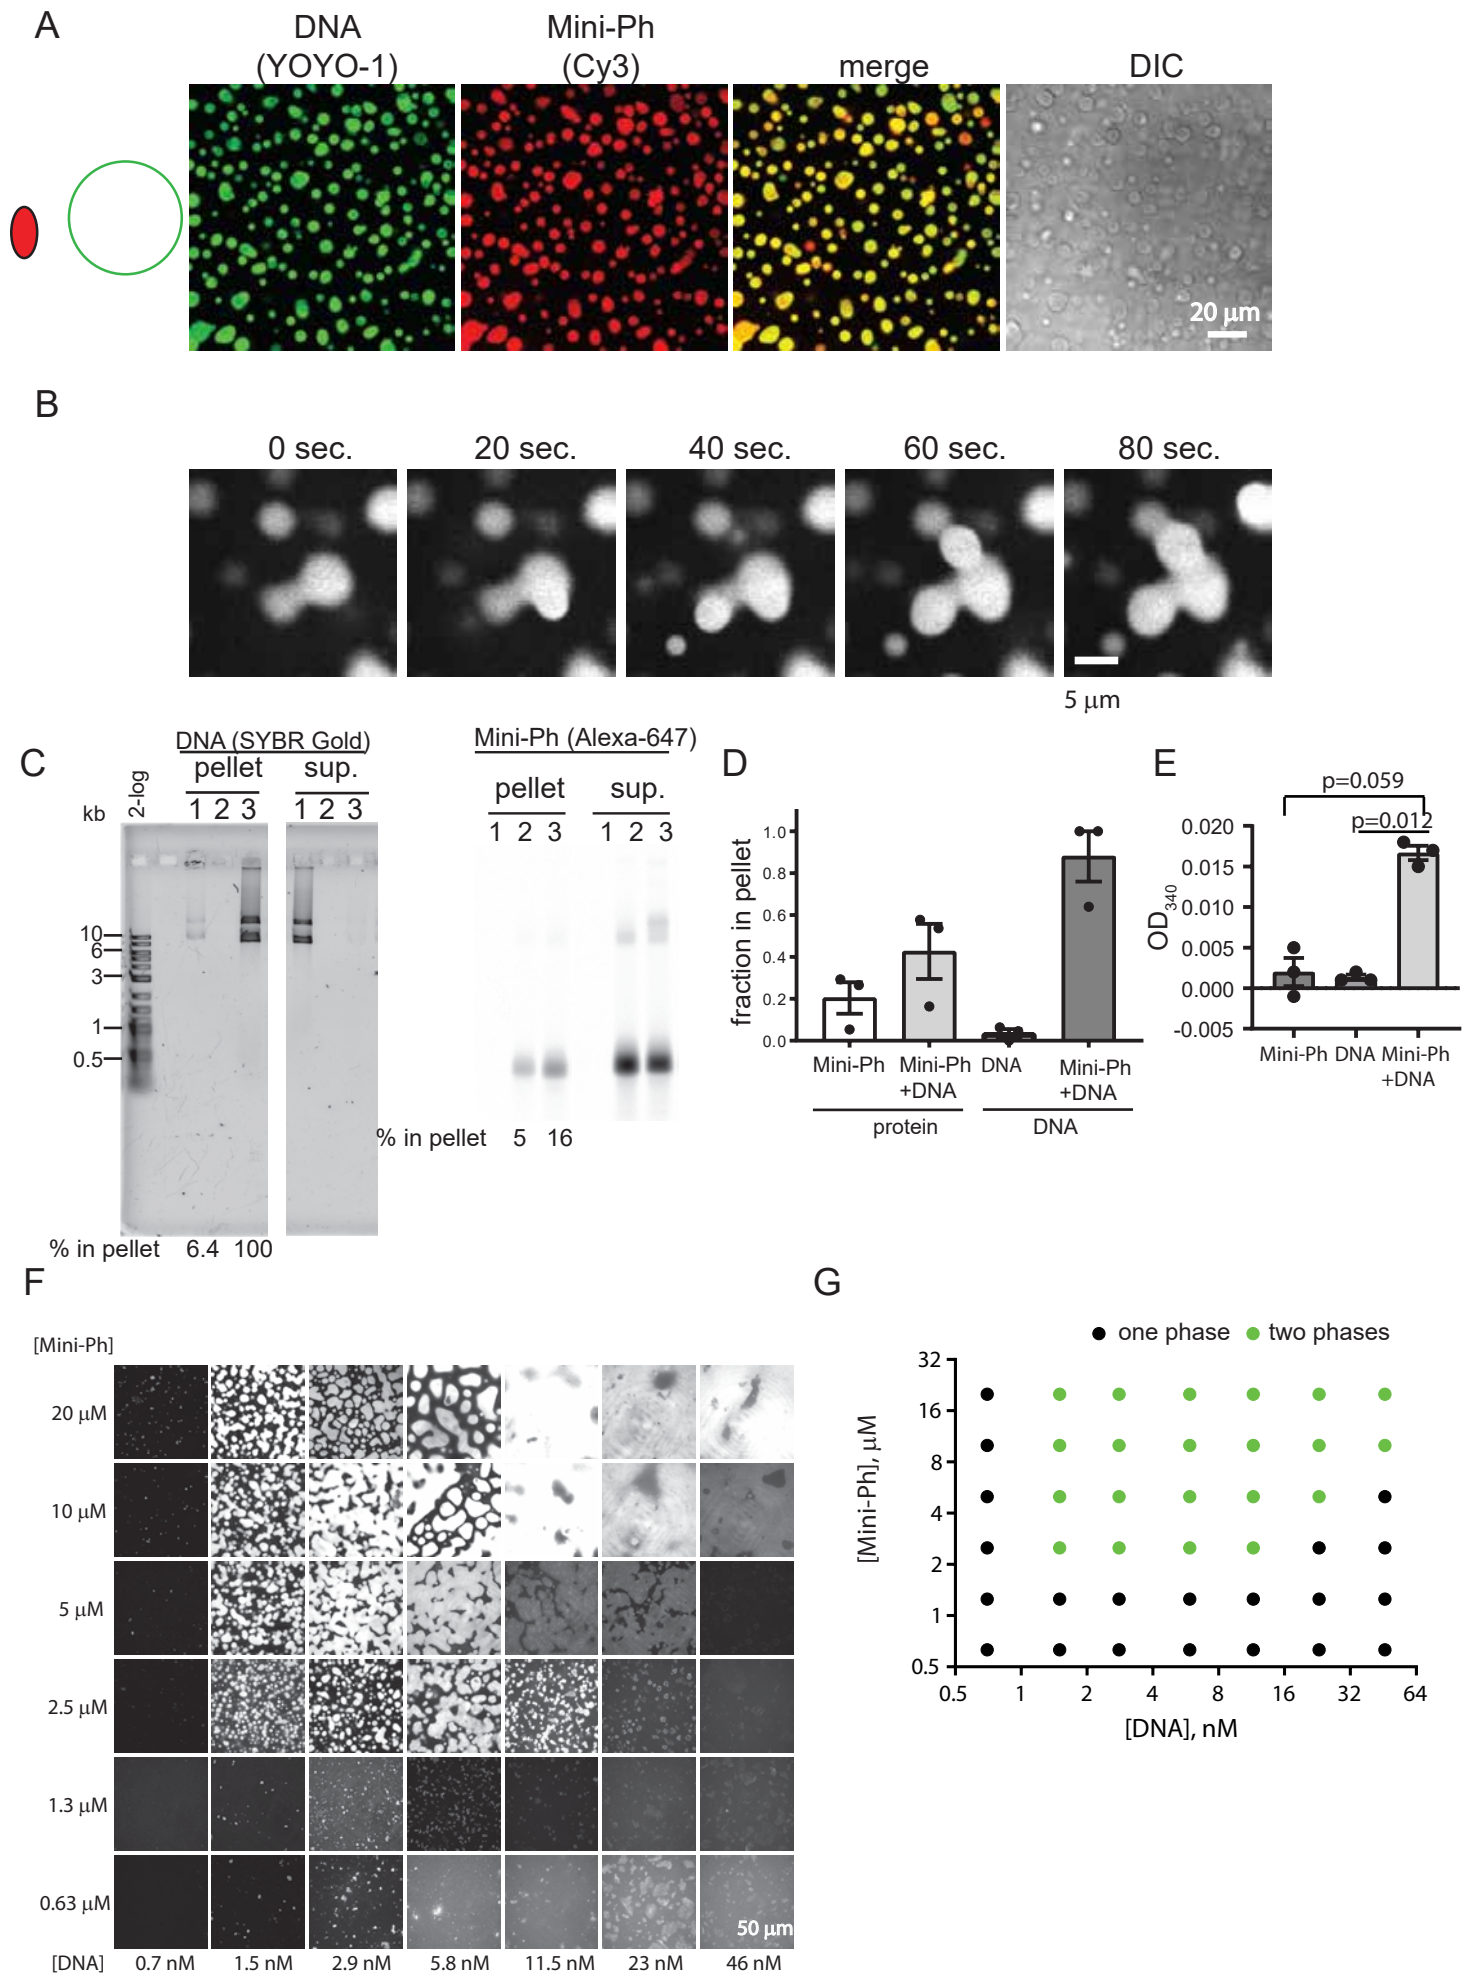 A
DNA
(YOYO-1)
Mini-Ph
(Cy3)
merge
DIC
20 μm
B
0 sec.
20 sec.
40 sec.
60 sec.
80 sec.
5 μm
C
DNA (SYBR Gold)
pellet
sup.
kb
2-log
1 2 3
1 2 3
10
6
3
1
0.5
% in pellet 6.4 100
Mini-Ph (Alexa-647)
pellet
sup.
1 2 3
1 2 3
% in pellet 5 16
D
fraction in pellet
1.0
0.8
0.6
0.4
0.2
0.0
Mini-Ph
Mini-Ph
+DNA
DNA
Mini-Ph
+DNA
protein
DNA
E
p=0.059
p=0.012
OD340
0.020
0.015
0.010
0.005
0.000
-0.005
Mini-Ph
DNA
Mini-Ph
+DNA
F
[Mini-Ph]
20 μM
10 μM
5 μM
2.5 μM
1.3 μM
0.63 μM
50 μm
[DNA] 0.7 nM 1.5 nM 2.9 nM 5.8 nM 11.5 nM 23 nM 46 nM
G
one phase
two phases
[Mini-Ph], μM
32
16
8
4
2
1
0.5
0.5 1 2 4 8 16 32 64
[DNA], nM